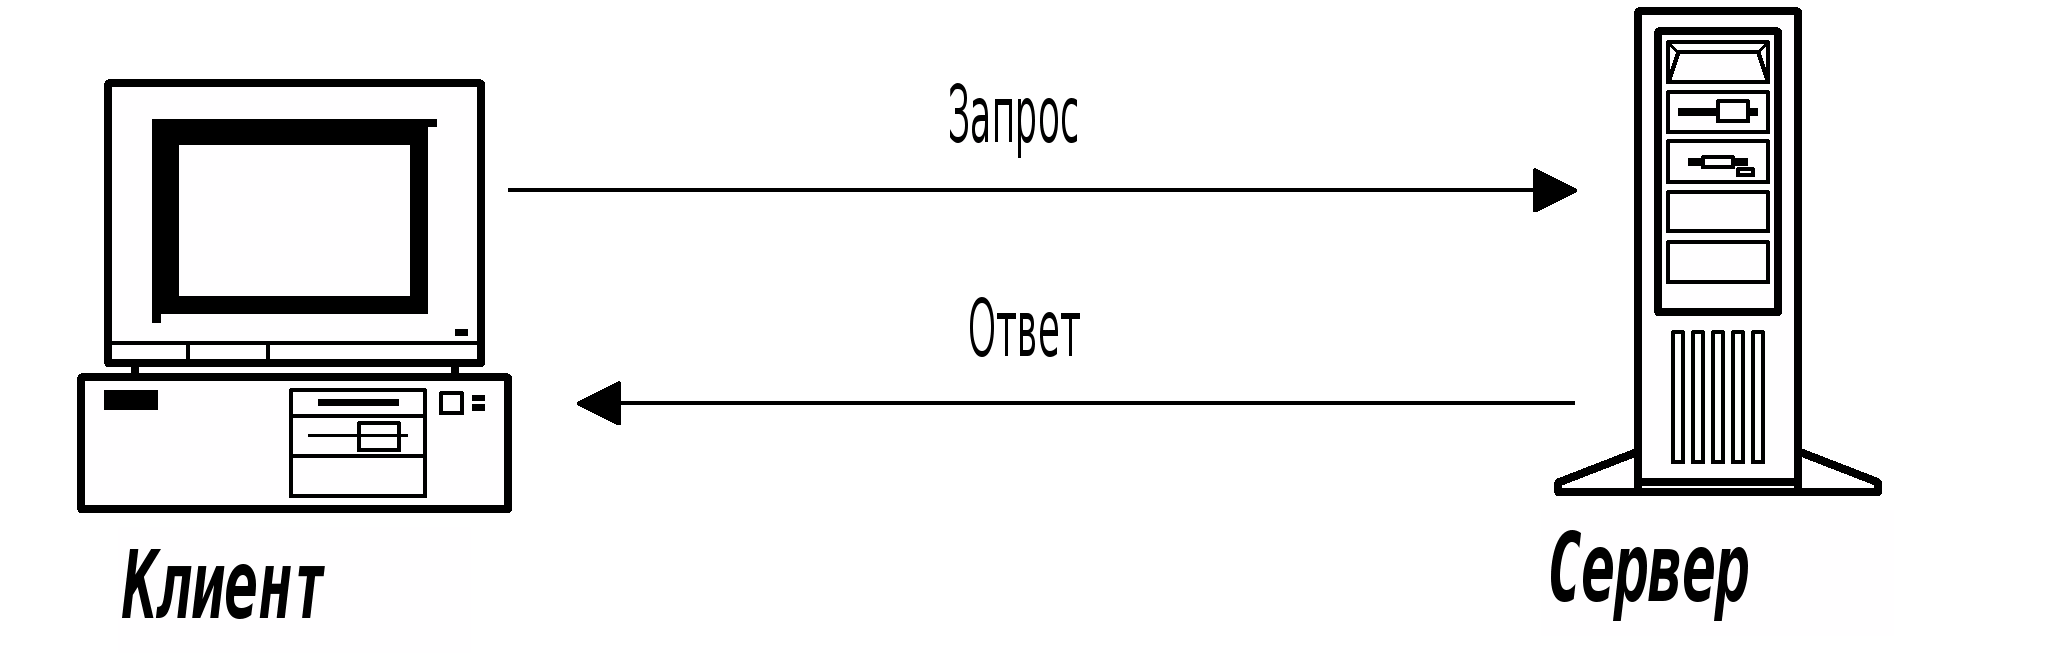 Запрос
Ответ
Клиент
Сервер